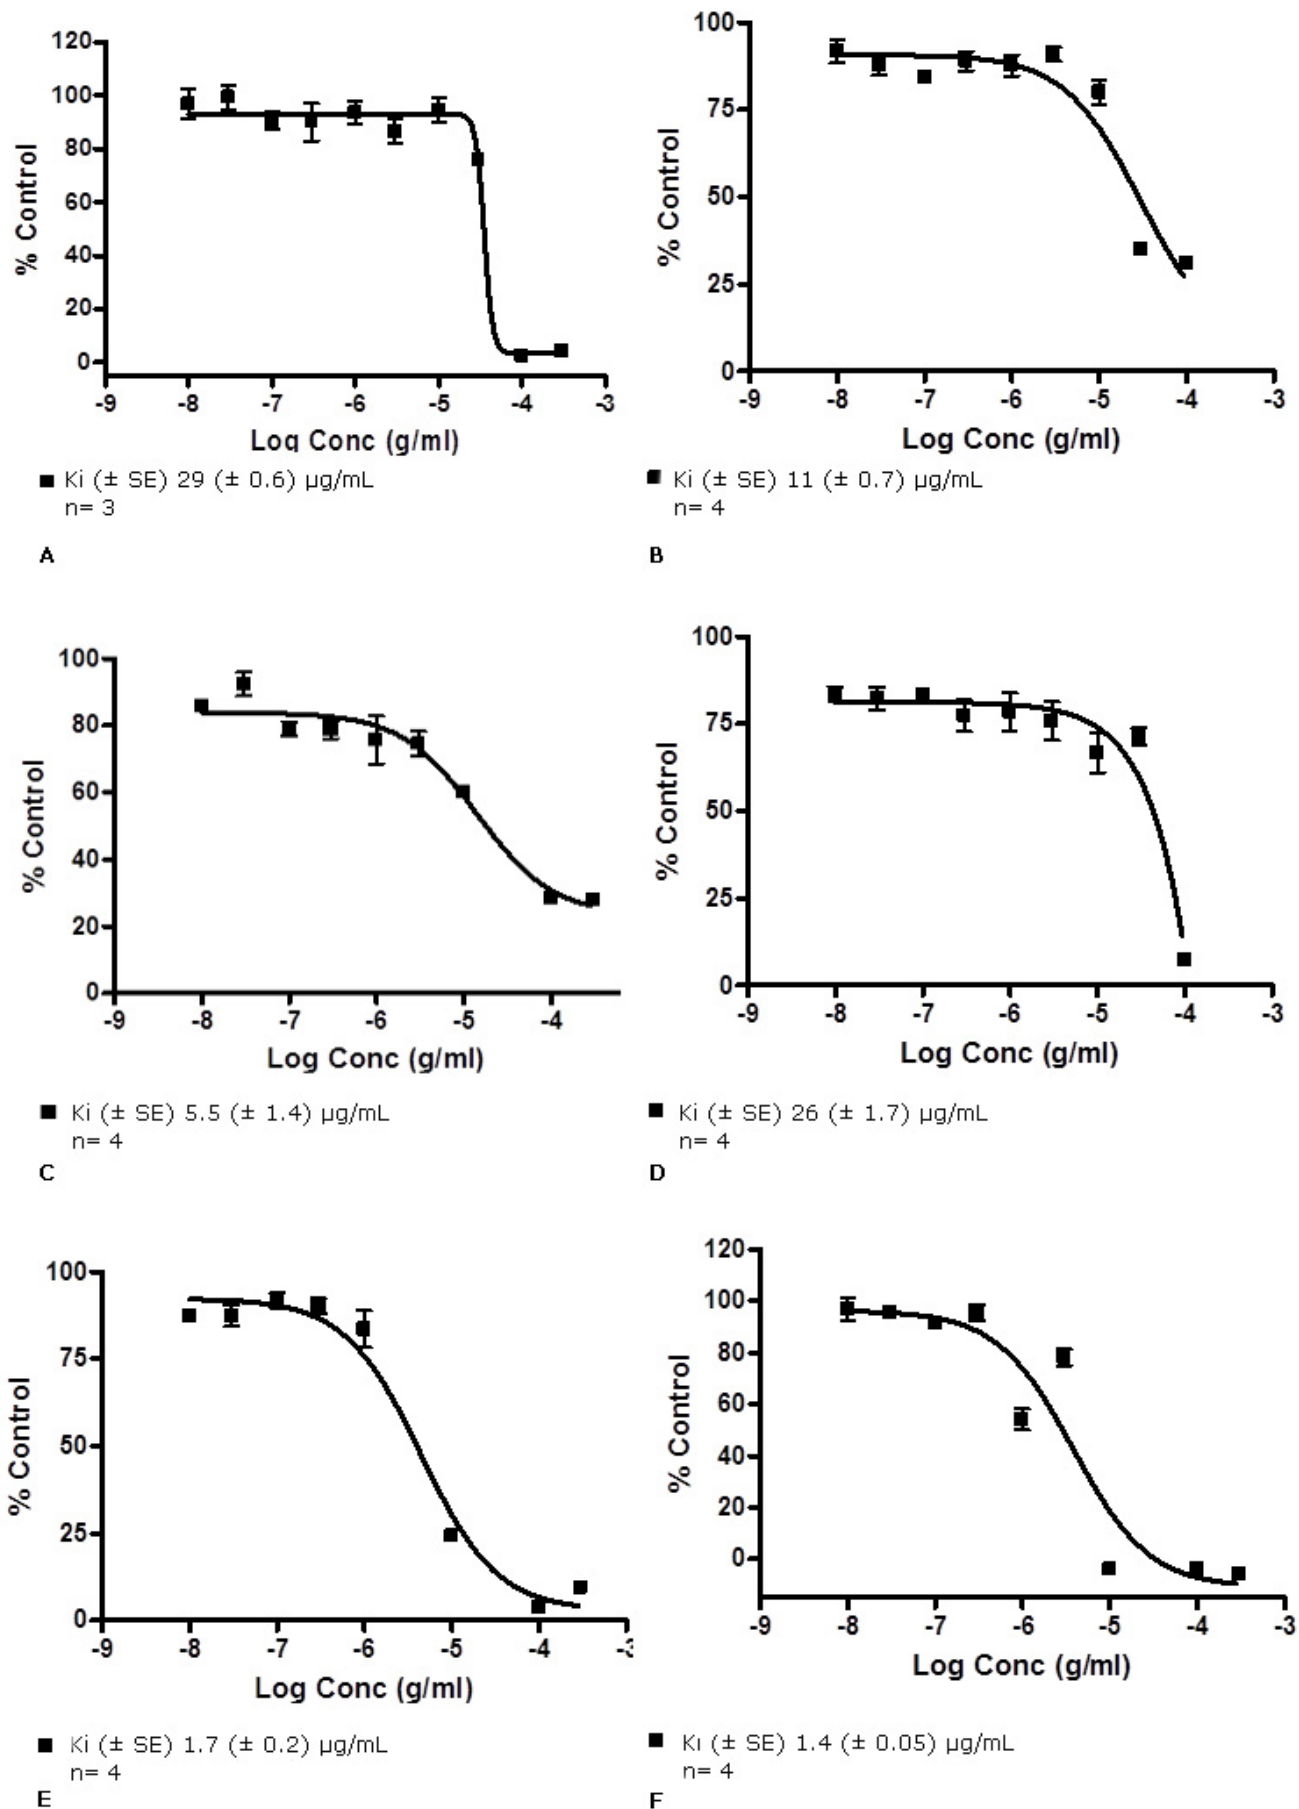 120
100
80
60
40
20
0
% Control
-9 -8 -7 -6 -5 -4 -3
Log Conc (g/ml)
Ki (± SE) 29 (± 0.6) µg/mL
n= 3
A
100
75
50
25
0
% Control
-9 -8 -7 -6 -5 -4 -3
Log Conc (g/ml)
Ki (± SE) 11 (± 0.7) µg/mL
n= 4
B
100
80
60
40
20
0
% Control
-9 -8 -7 -6 -5 -4
Log Conc (g/ml)
Ki (± SE) 5.5 (± 1.4) µg/mL
n= 4
C
100
75
50
25
0
% Control
-9 -8 -7 -6 -5 -4 -3
Log Conc (g/ml)
Ki (± SE) 26 (± 1.7) µg/mL
n= 4
D
100
75
50
25
0
% Control
-9 -8 -7 -6 -5 -4 -3
Log Conc (g/ml)
Ki (± SE) 1.7 (± 0.2) µg/mL
n= 4
E
120
100
80
60
40
20
0
% Control
-9 -8 -7 -6 -5 -4 -3
Log Conc (g/ml)
Ki (± SE) 1.4 (± 0.05) µg/mL
n= 4
F